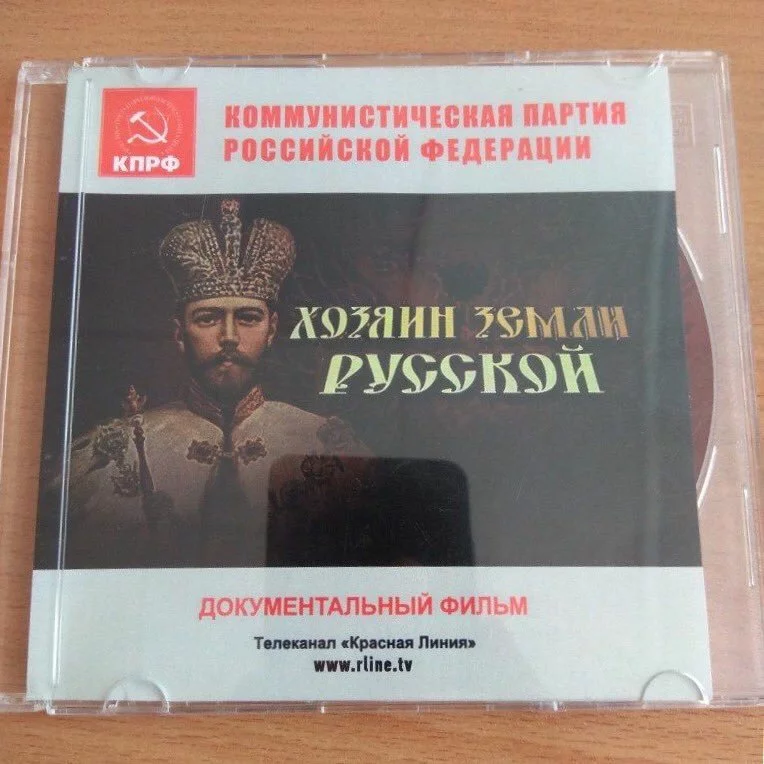 КОММУНИСТИЧЕСКАЯ ПАРТИЯ
РОССИЙСКОЙ ФЕДЕРАЦИИ
КПРФ
ХОЗЯИН ЗЕМЛИ
РУССКОЙ
ДОКУМЕНТАЛЬНЫЙ ФИЛЬМ
Телеканал «Красная Линия»
www.rline.tv